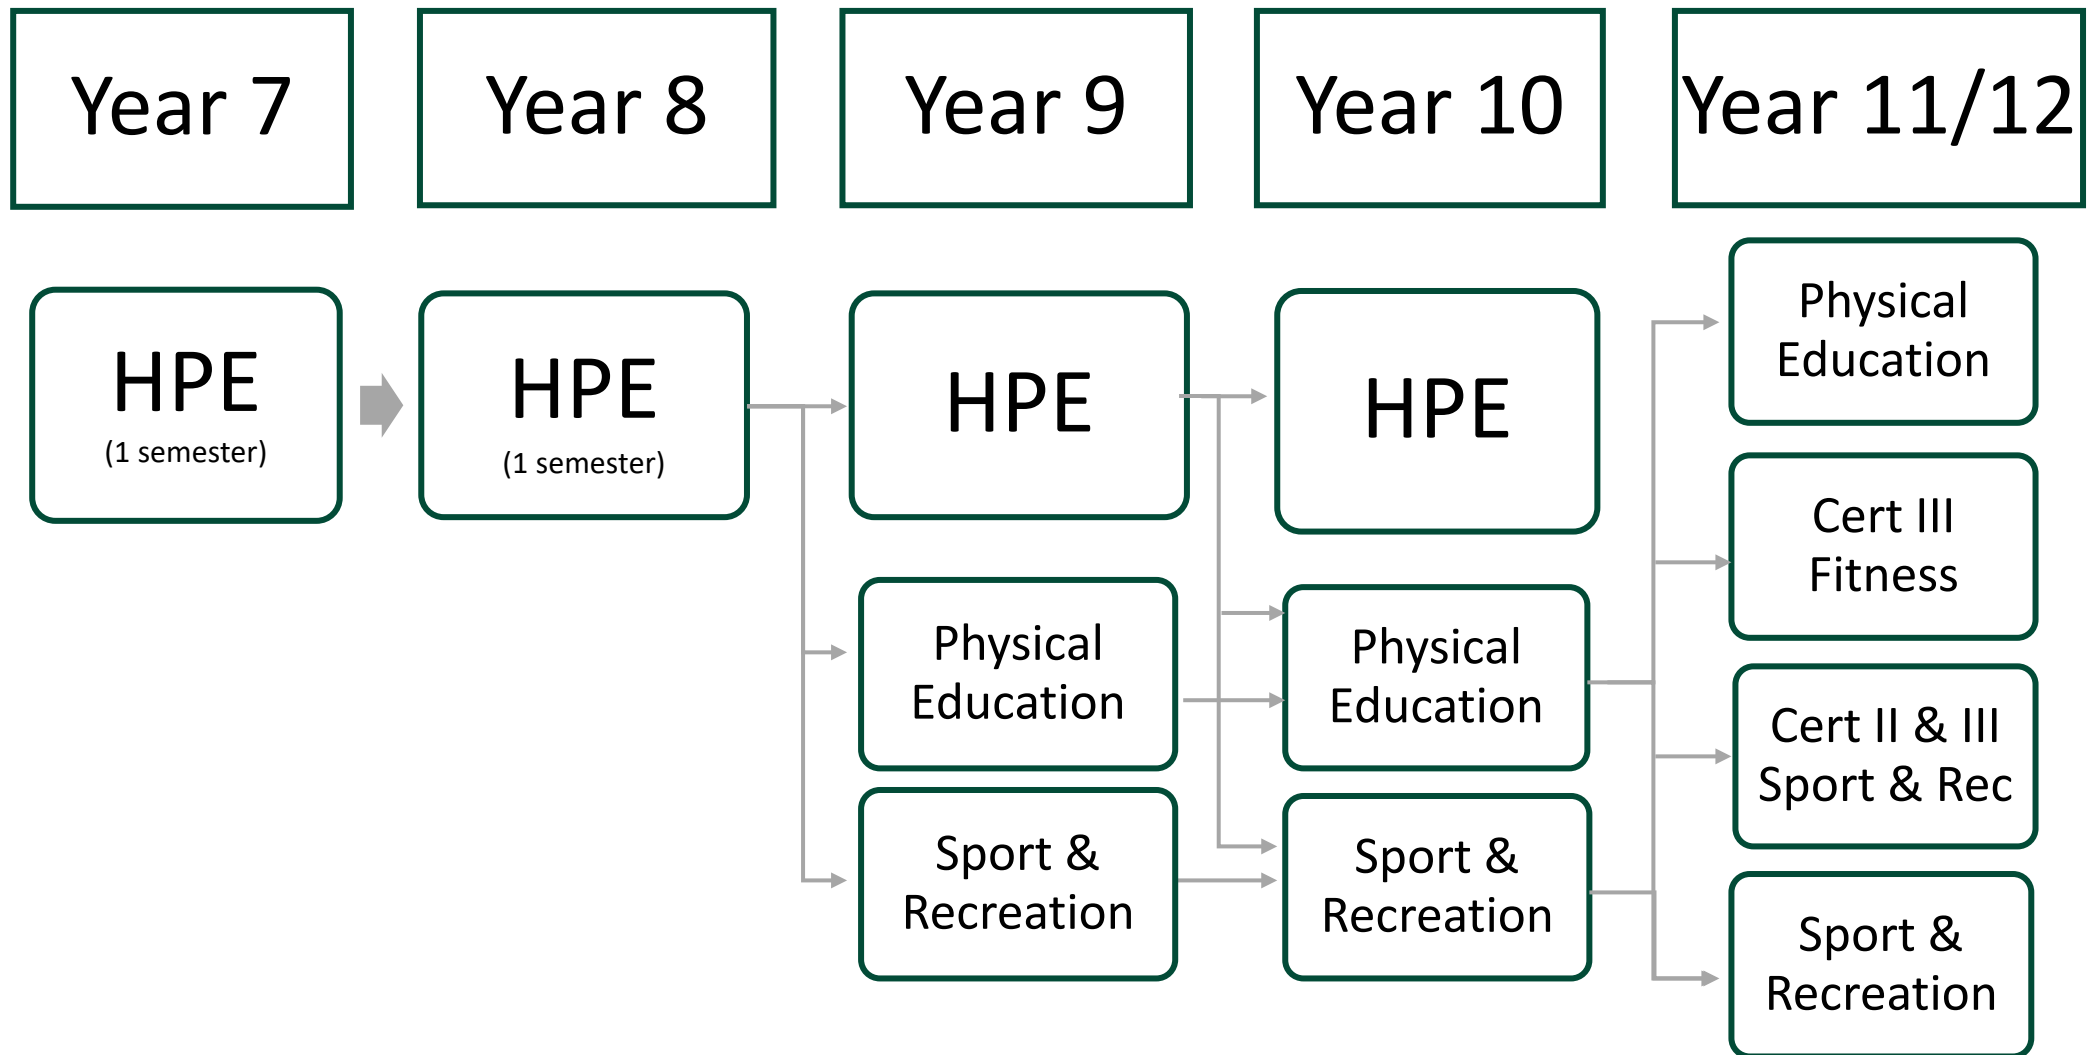 Year 7
Year 8
Year 9
Year 10
Year 11/12
HPE
(1 semester)
HPE
(1 semester)
HPE
Physical
Education
Sport &
Recreation
HPE
Physical
Education
Sport &
Recreation
Physical
Education
Cert III
Fitness
Cert II & III
Sport & Rec
Sport &
Recreation